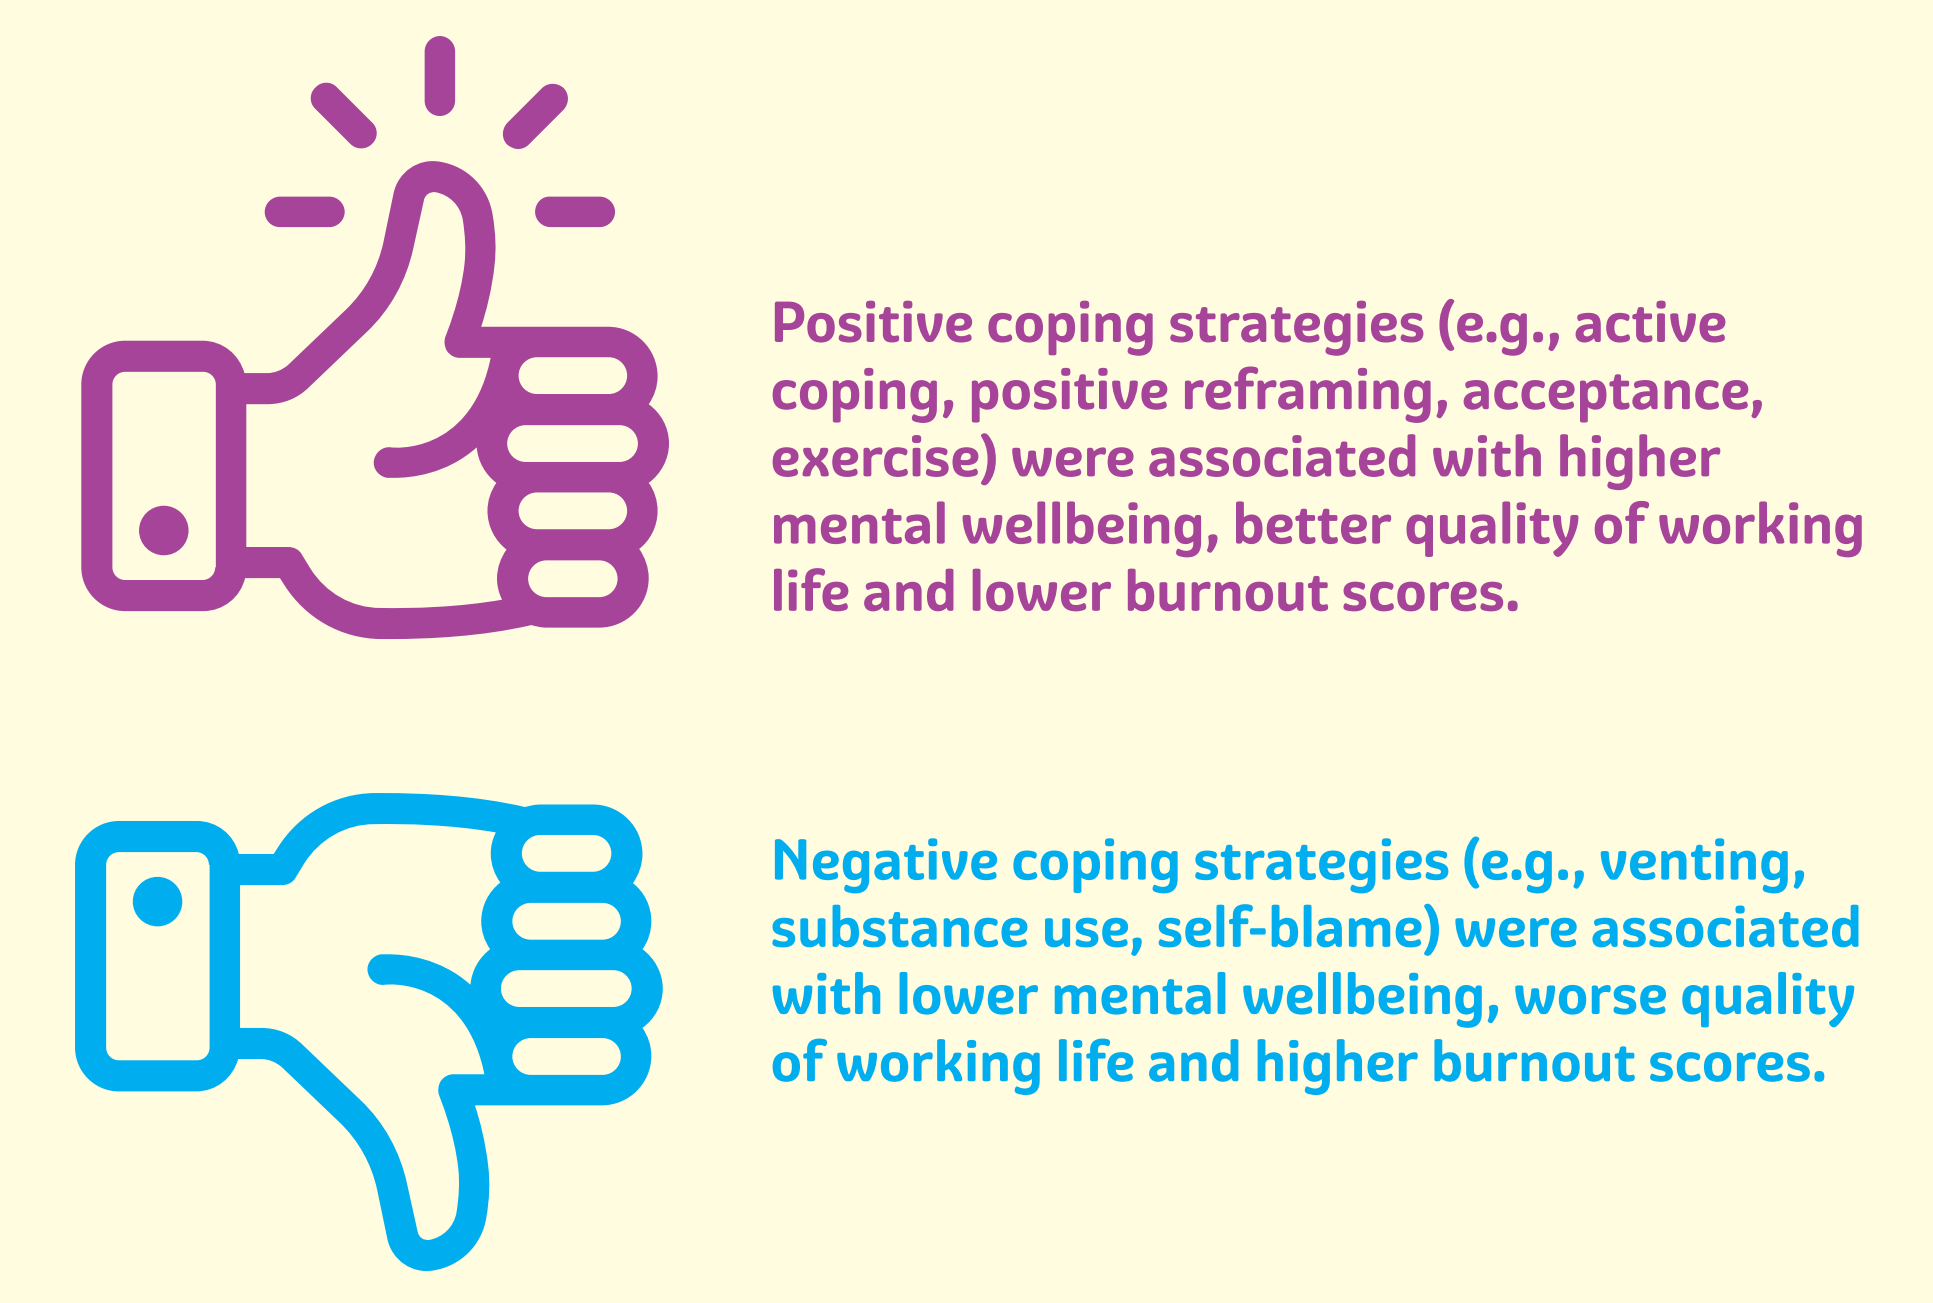 Positive coping strategies (e.g., active
coping, positive reframing, acceptance,
exercise) were associated with higher
mental wellbeing, better quality of working
life and lower burnout scores.
Negative coping strategies (e.g., venting,
substance use, self-blame) were associated
with lower mental wellbeing, worse quality
of working life and higher burnout scores.